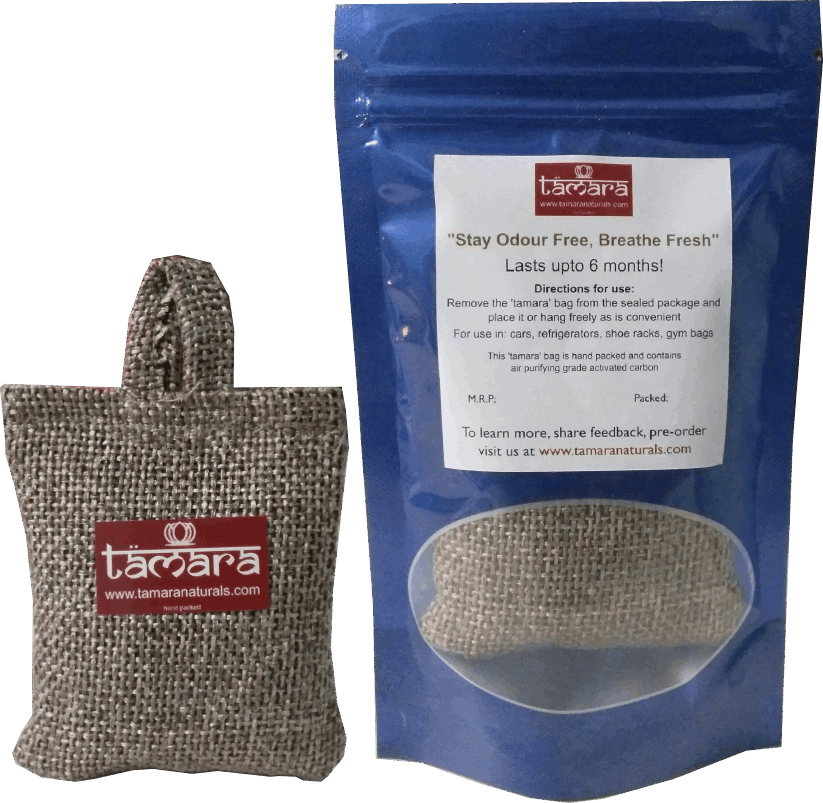 tämara
www.tamaranaturals.com
hand packed
tämara
www.tamaranaturals.com
"Stay Odour Free, Breathe Fresh"
Lasts upto 6 months!
Directions for use:
Remove the 'tamara' bag from the sealed package and
place it or hang freely as is convenient
For use in: cars, refrigerators, shoe racks, gym bags
This 'tamara' bag is hand packed and contains
air purifying grade activated carbon
M.R.P: Packed:
To learn more, share feedback, pre-order
visit us at www.tamaranaturals.com